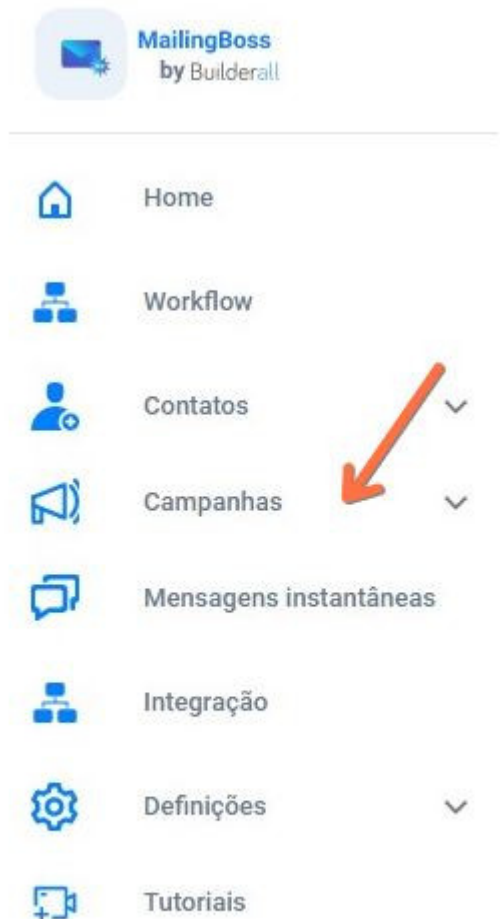 MailingBoss
by Builderall
Home
Workflow
Contatos
Campanhas
Mensagens instantâneas
Integração
Definições
Tutoriais